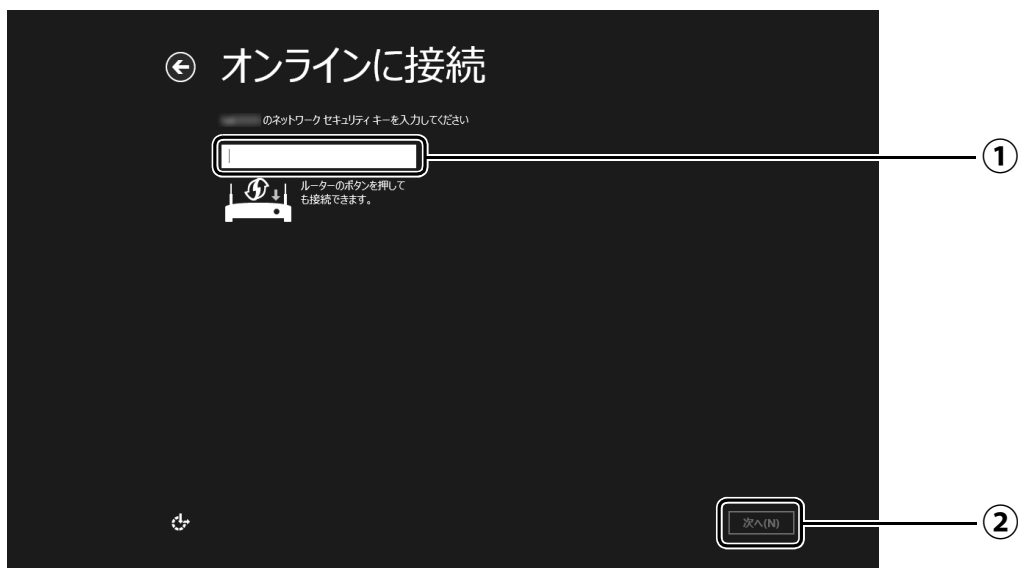 オンラインに接続
のネットワーク セキュリティ キーを入力してください
①
ルーターのボタンを押して
も接続できます。
次へ(N)
②